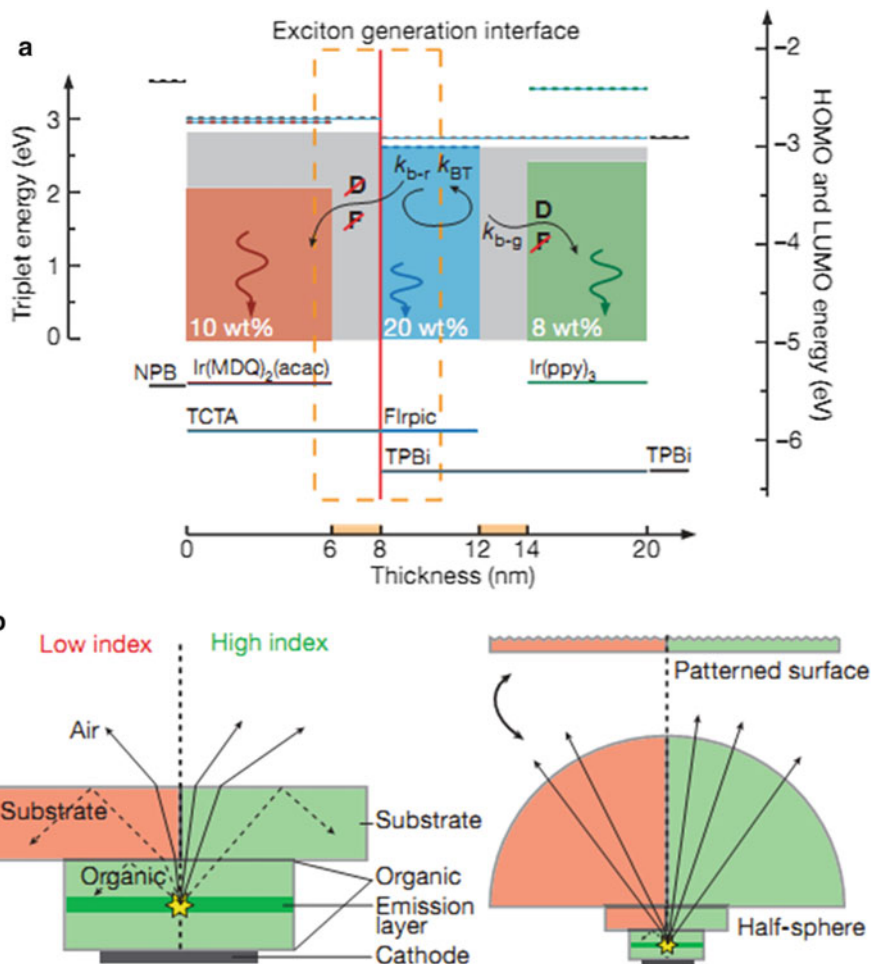 a
Exciton generation interface
Triplet energy (eV)
3
2
1
0
HOMO and LUMO energy (eV)
−2
−3
−4
−5
−6
k_b-r k_BT
D
F
k_b-g
D
F
10 wt%
20 wt%
8 wt%
NPB
Ir(MDQ)₂(acac)
Ir(ppy)₃
TCTA
FIrpic
TPBi
TPBi
0
6
8
12
14
20
Thickness (nm)
Low index
High index
Air
Substrate
Organic
Substrate
Organic
Emission
layer
Cathode
Patterned surface
Half-sphere